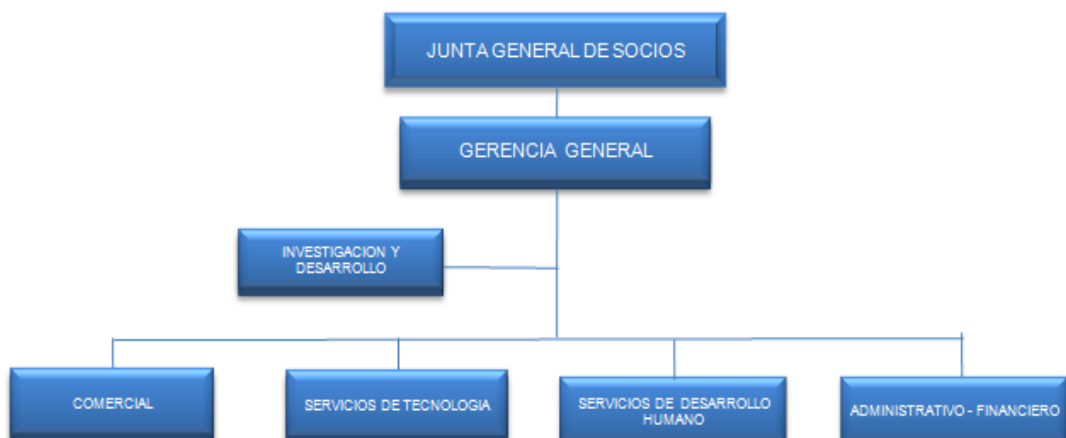 JUNTA GENERAL DE SOCIOS
GERENCIA GENERAL
INVESTIGACION Y
DESARROLLO
COMERCIAL
SERVICIOS DE TECNOLOGIA
SERVICIOS DE DESARROLLO
HUMANO
ADMINISTRATIVO - FINANCIERO